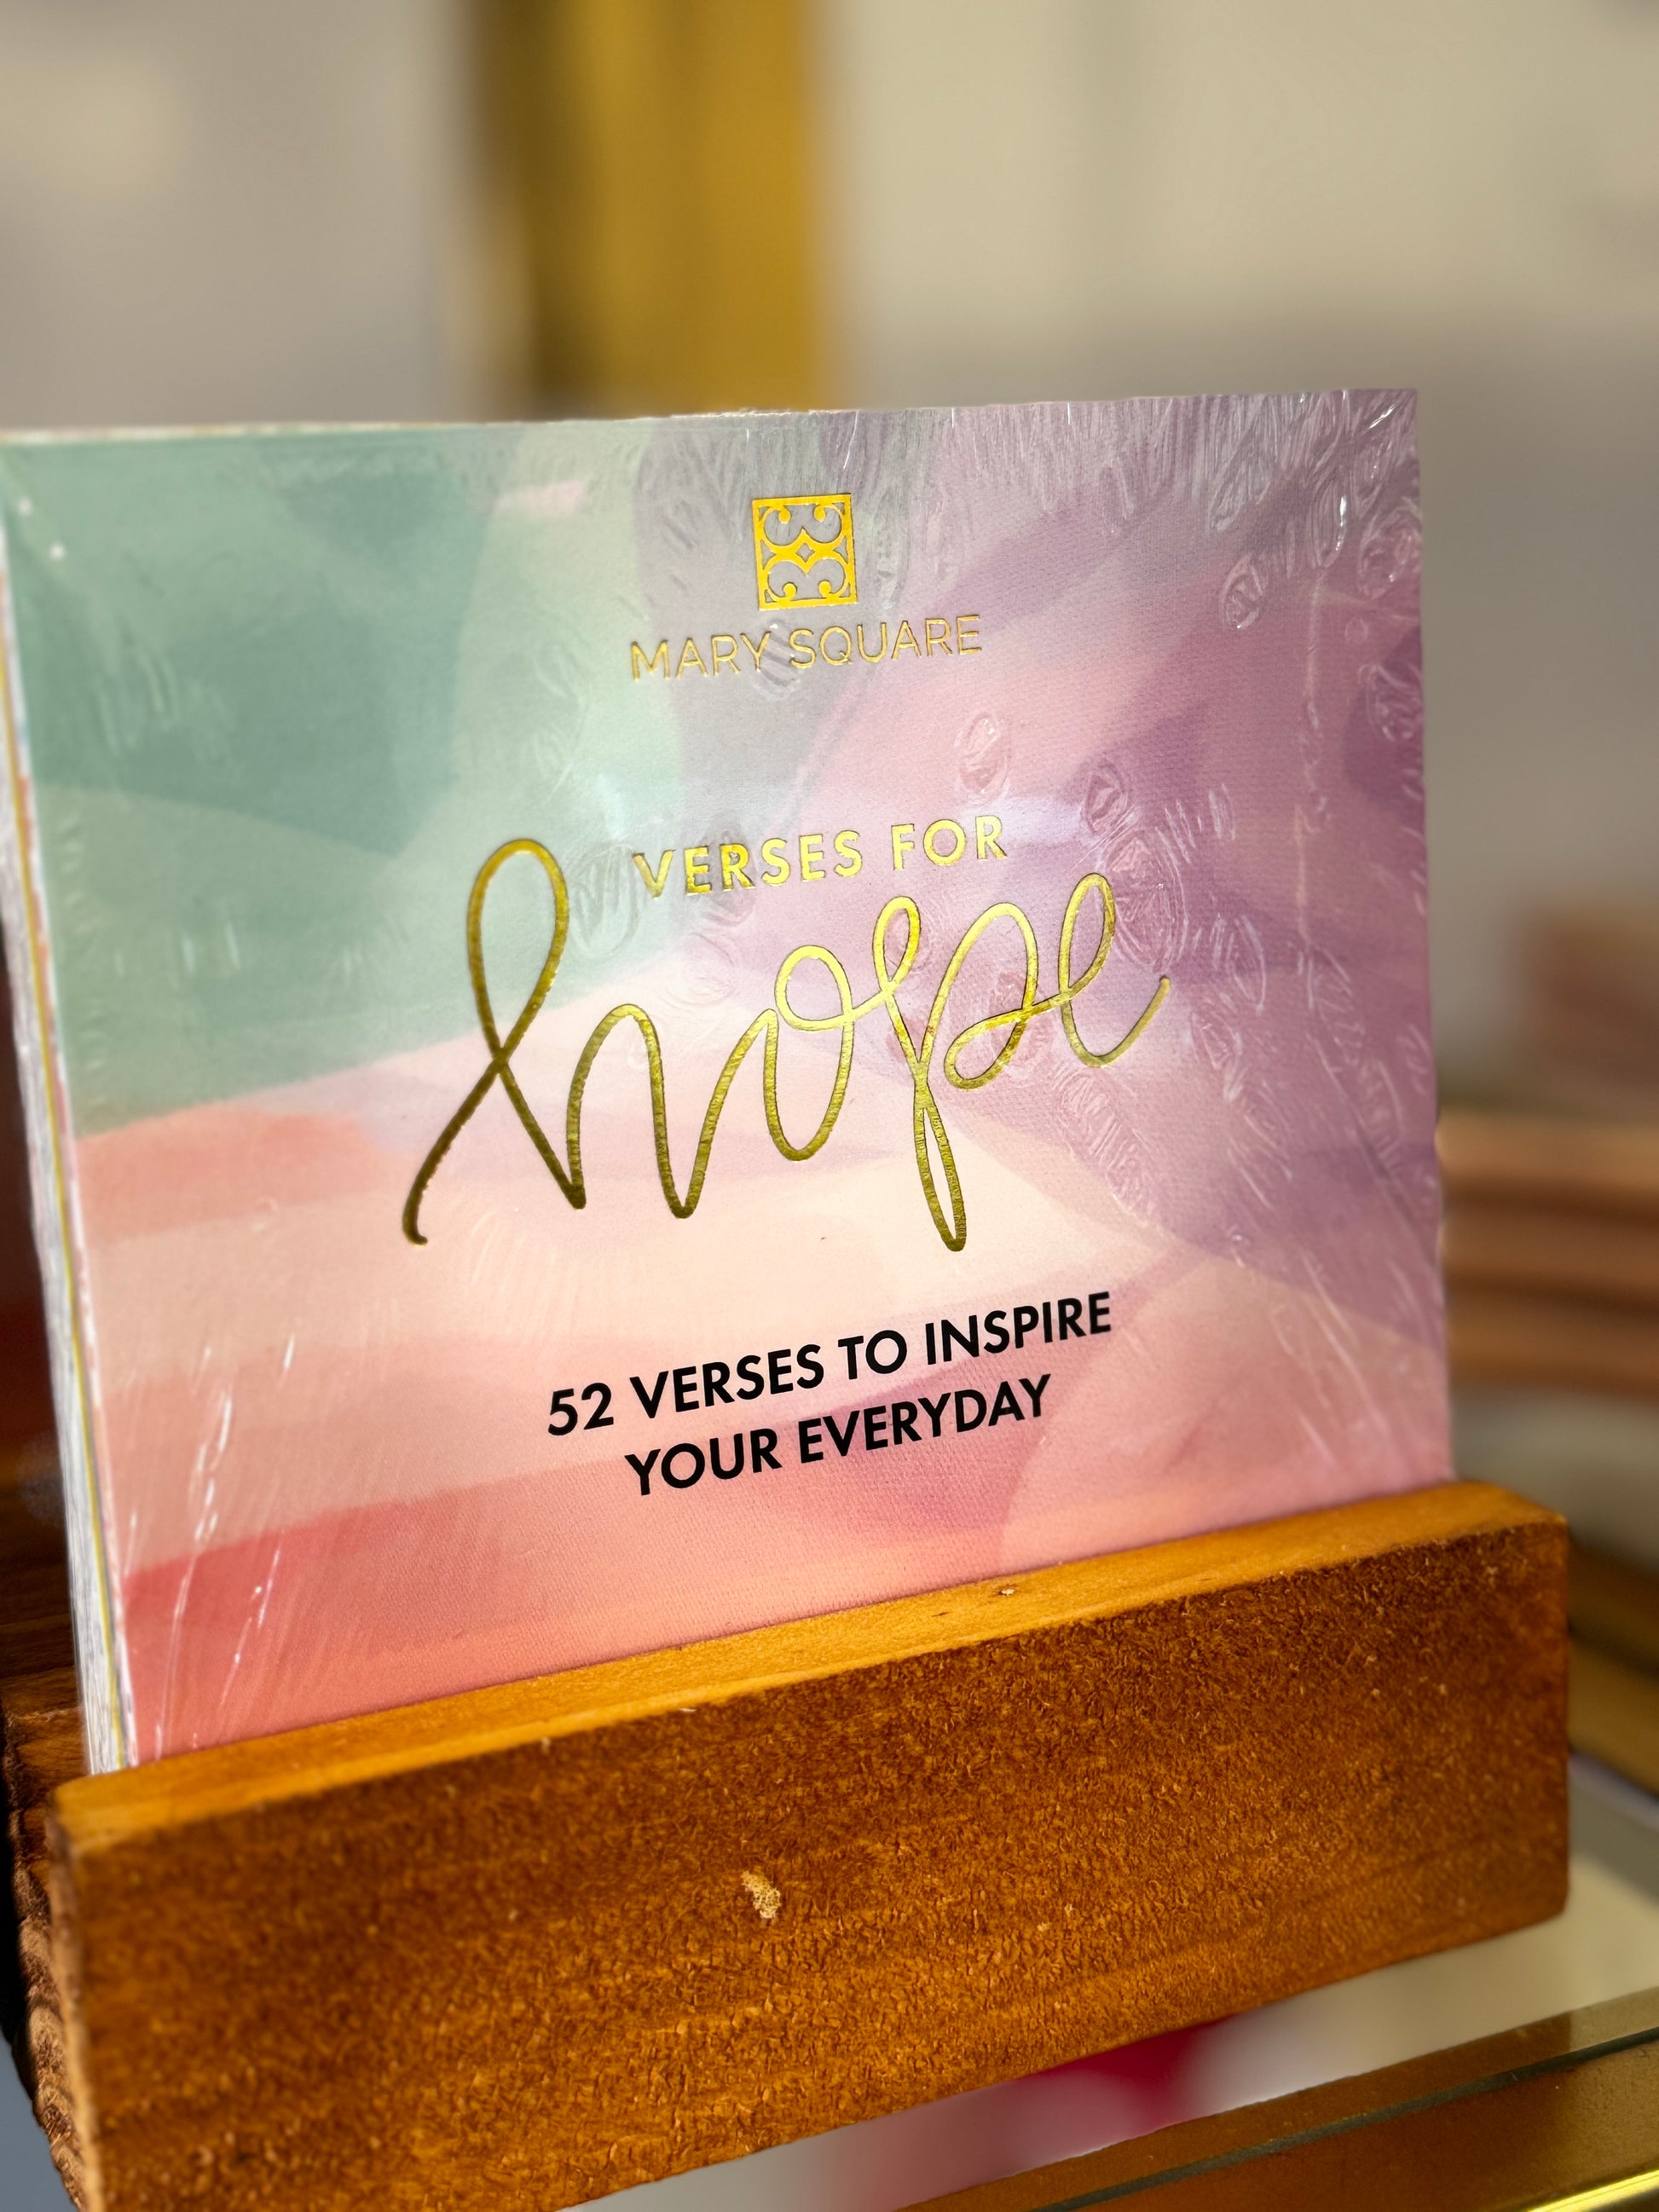 MARY SQUARE
VERSES FOR
hope
52 VERSES TO INSPIRE
YOUR EVERYDAY